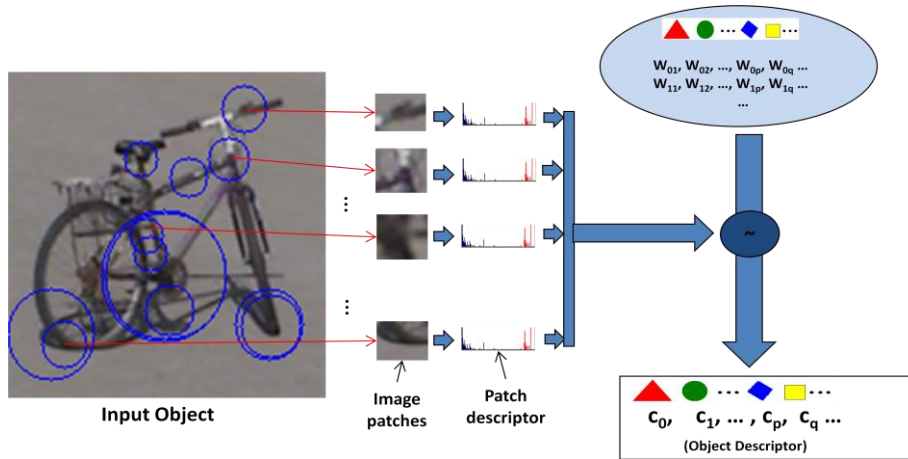 W₀₁, W₀₂, ..., W₀ₚ, W₀q ...
W₁₁, W₁₂, ..., W₁ₚ, W₁q ...
...
~
Input Object
Image
patches
Patch
descriptor
c₀, c₁, ... , cₚ, cq ...
(Object Descriptor)